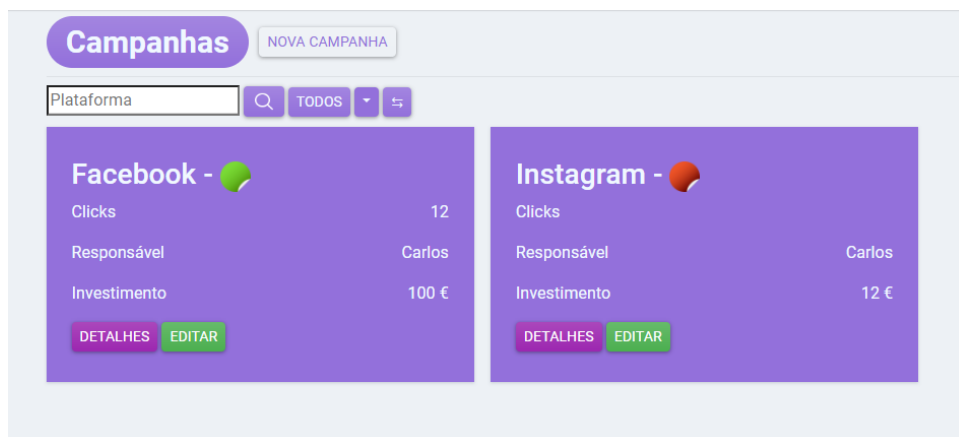 Campanhas NOVA CAMPANHA
Plataforma TODOS
Facebook -
Clicks 12
Responsável Carlos
Investimento 100 €
DETALHES EDITAR
Instagram -
Clicks
Responsável Carlos
Investimento 12 €
DETALHES EDITAR